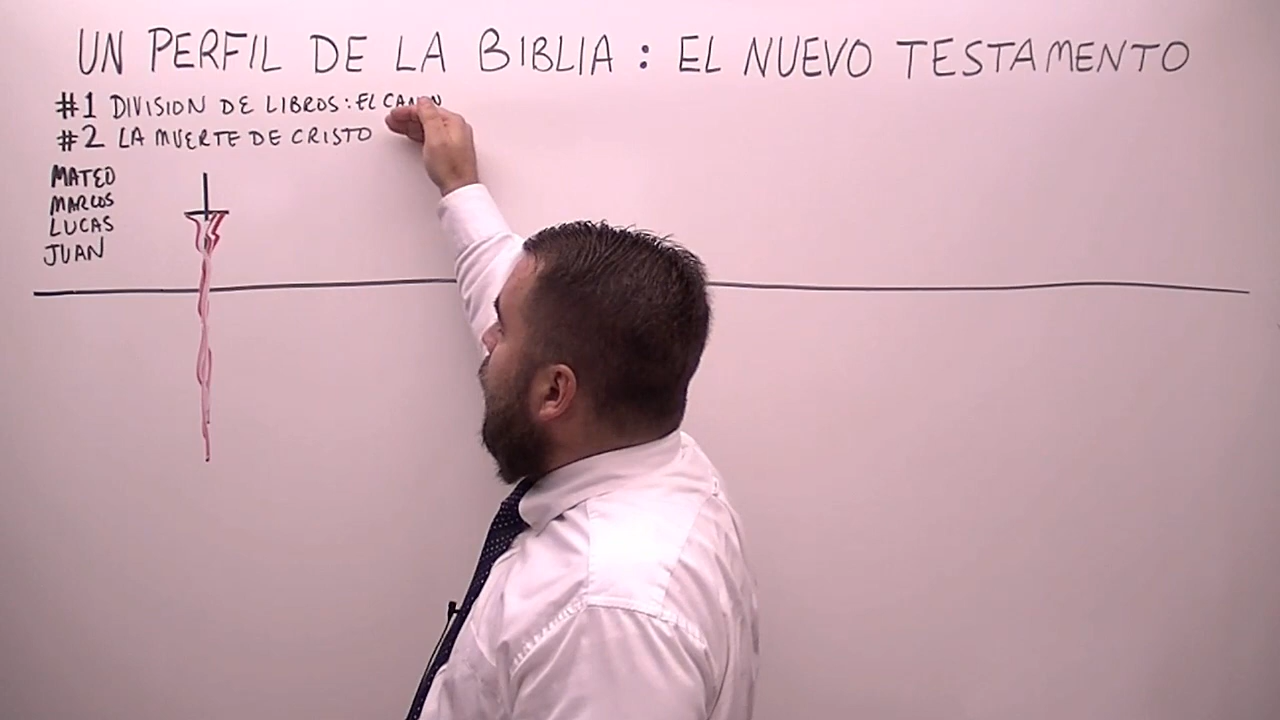 UN PERFIL DE LA BIBLIA : EL NUEVO TESTAMENTO
#1 DIVISION DE LIBROS: EL CANON
#2 LA MUERTE DE CRISTO
MATEO
MARCOS
LUCAS
JUAN